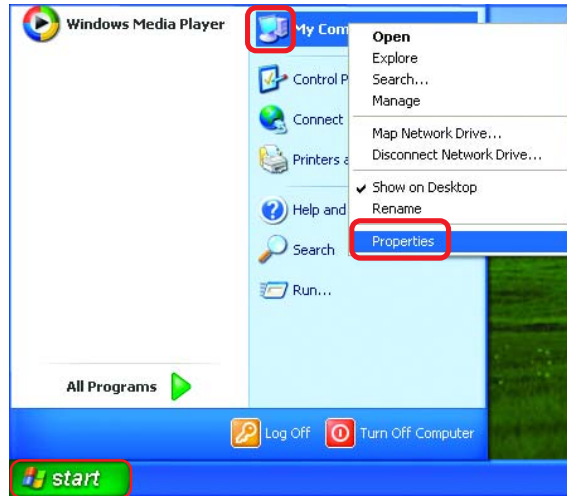 Windows Media Player
My Com
Control P
Connect
Printers a
Help and
Search
Run...
Open
Explore
Search...
Manage
Map Network Drive...
Disconnect Network Drive...
Show on Desktop
Rename
Properties
All Programs
Log Off
Turn Off Computer
start